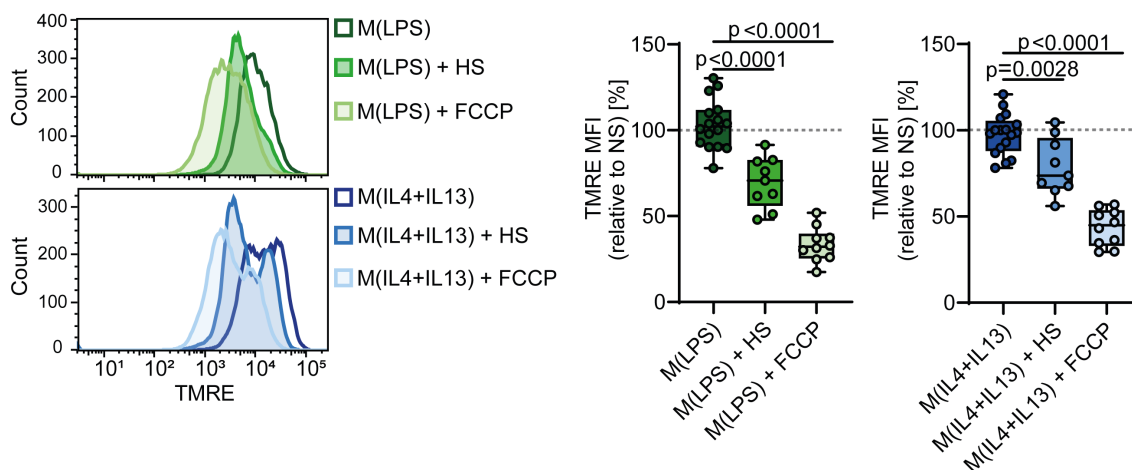 400
300
200
100
0
Count
M(LPS)
M(LPS) + HS
M(LPS) + FCCP
300
200
100
0
Count
10¹ 10² 10³ 10⁴ 10⁵
TMRE
M(IL4+IL13)
M(IL4+IL13) + HS
M(IL4+IL13) + FCCP
TMRE MFI
(relative to NS) [%]
150
100
50
0
p <0.0001
p<0.0001
M(LPS)
M(LPS) + HS
M(LPS) + FCCP
TMRE MFI
(relative to NS) [%]
150
100
50
0
p<0.0001
p=0.0028
M(IL4+IL13)
M(IL4+IL13) + HS
M(IL4+IL13) + FCCP